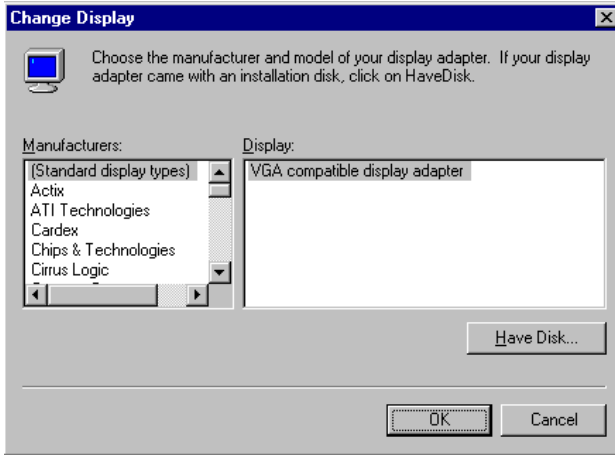 Change Display
Choose the manufacturer and model of your display adapter. If your display
adapter came with an installation disk, click on HaveDisk.
Manufacturers:
(Standard display types)
Actix
ATI Technologies
Cardex
Chips & Technologies
Cirrus Logic
Display:
VGA compatible display adapter
Have Disk...
OK
Cancel